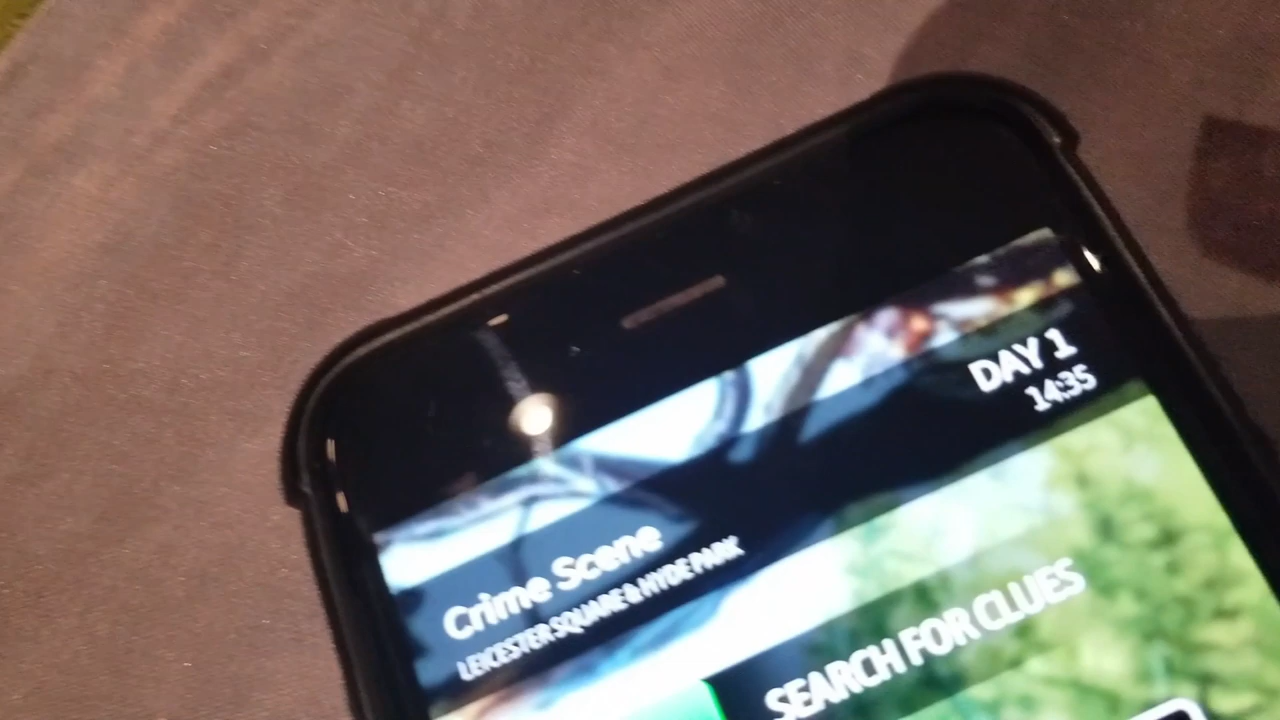 DAY 1
14:35
Crime Scene
LEICESTER SQUARE & HYDE PARK
SEARCH FOR CLUES